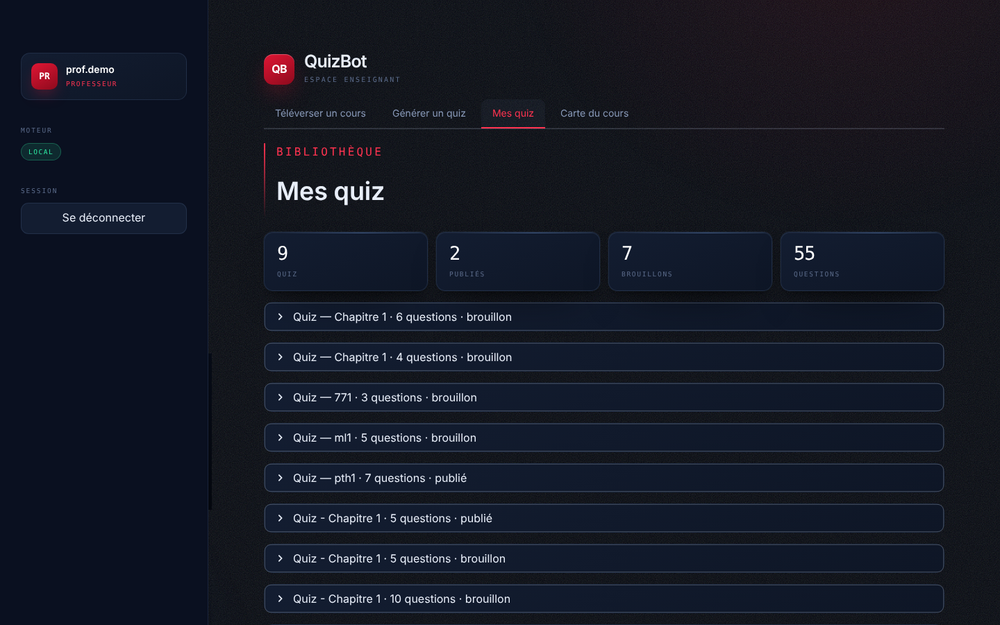 PR
prof.demo
PROFESSEUR
MOTEUR
LOCAL
SESSION
Se déconnecter
QB
QuizBot
ESPACE ENSEIGNANT
Téléverser un cours
Générer un quiz
Mes quiz
Carte du cours
BIBLIOTHÈQUE
Mes quiz
9
QUIZ
2
PUBLIÉS
7
BROUILLONS
55
QUESTIONS
Quiz — Chapitre 1 · 6 questions · brouillon
Quiz — Chapitre 1 · 4 questions · brouillon
Quiz — 771 · 3 questions · brouillon
Quiz — ml1 · 5 questions · brouillon
Quiz — pth1 · 7 questions · publié
Quiz - Chapitre 1 · 5 questions · publié
Quiz - Chapitre 1 · 5 questions · brouillon
Quiz - Chapitre 1 · 10 questions · brouillon